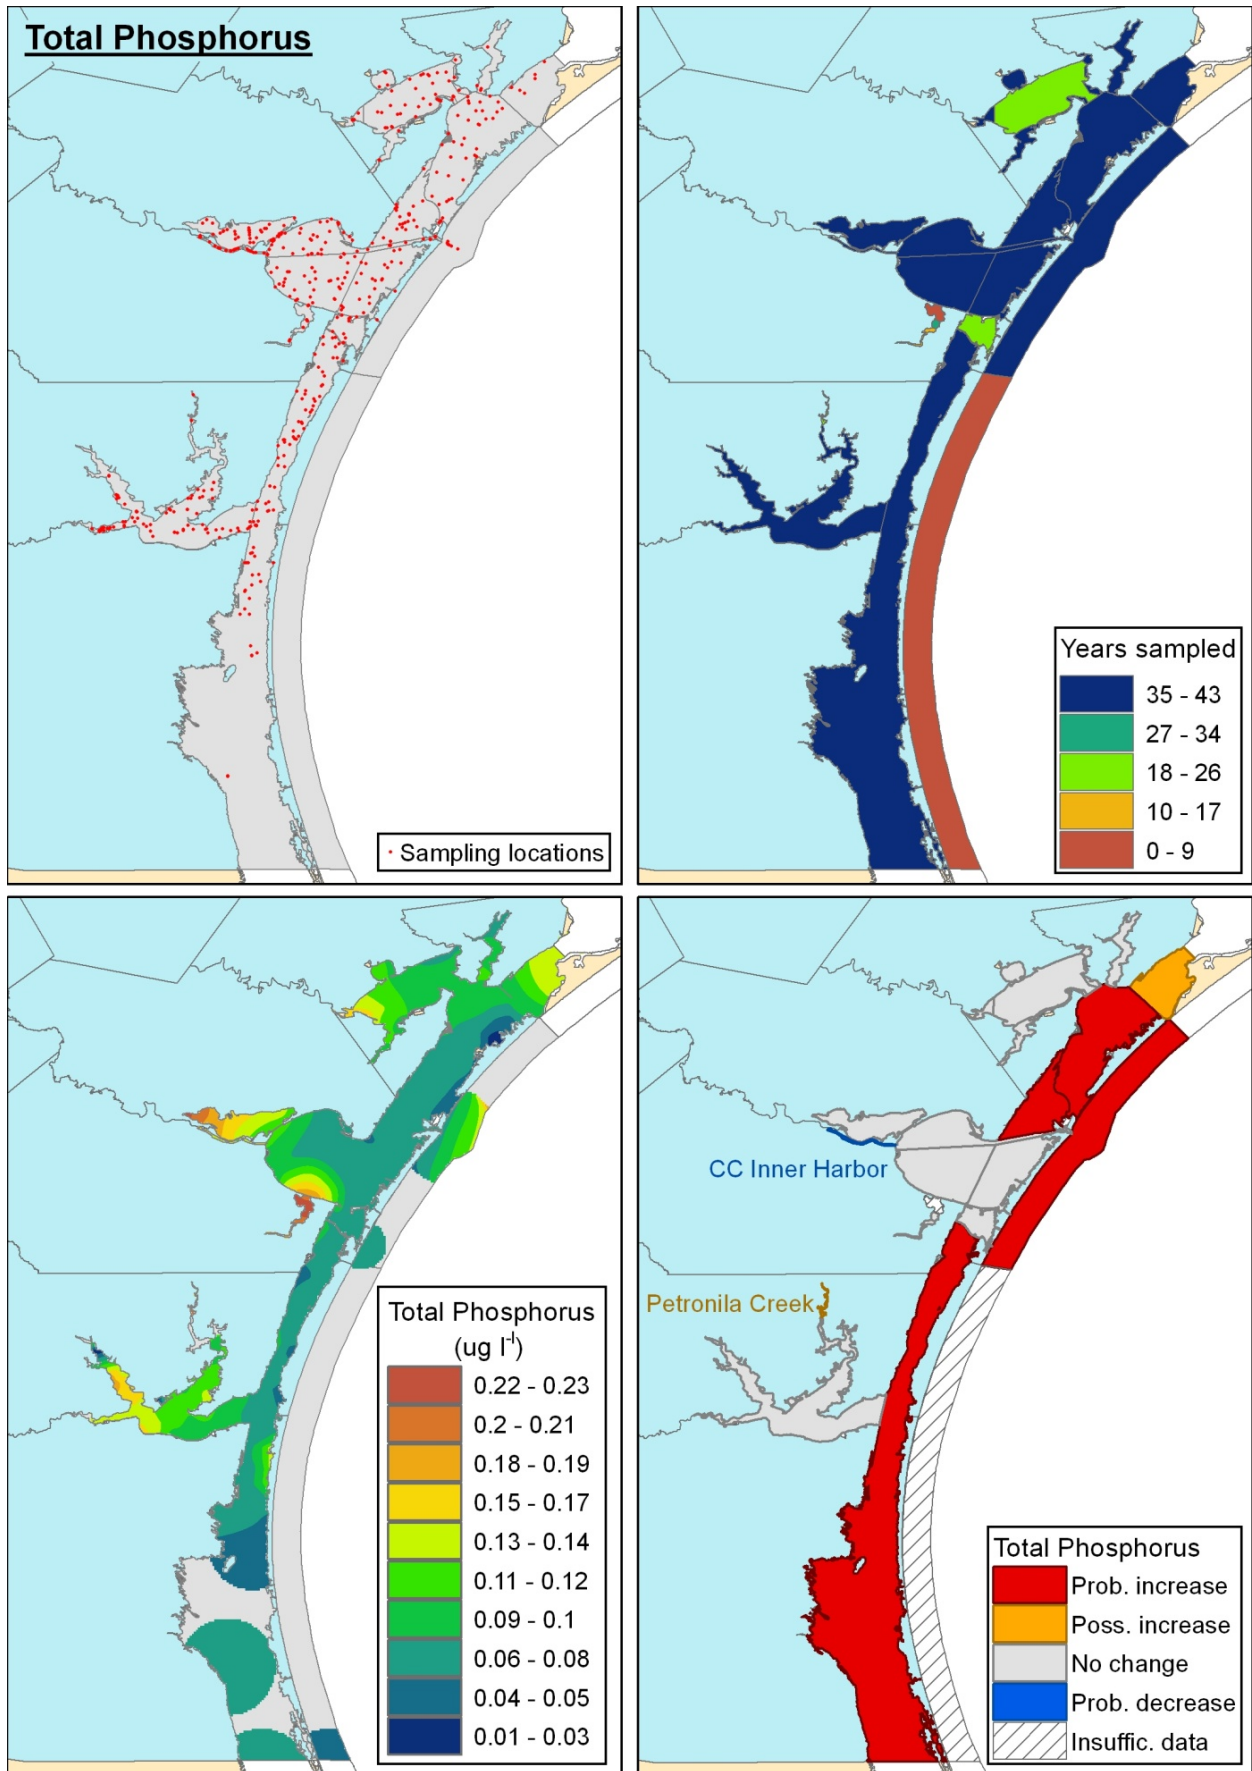 Total Phosphorus
Sampling locations
Years sampled
35 - 43
27 - 34
18 - 26
10 - 17
0 - 9
Total Phosphorus
(ug l-l)
0.22 - 0.23
0.2 - 0.21
0.18 - 0.19
0.15 - 0.17
0.13 - 0.14
0.11 - 0.12
0.09 - 0.1
0.06 - 0.08
0.04 - 0.05
0.01 - 0.03
CC Inner Harbor
Petronila Creek
Total Phosphorus
Prob. increase
Poss. increase
No change
Prob. decrease
Insuffic. data